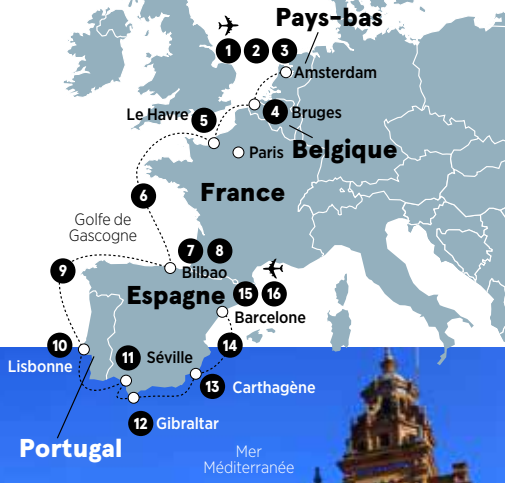 Pays-bas
1 2 3
Amsterdam
Le Havre 5
4 Bruges
Paris
Belgique
6
France
Golfe de
Gascogne
7 8
Bilbao
9
Espagne 15 16
Barcelone
10
Lisbonne
11 Séville
14
13 Carthagène
12 Gibraltar
Portugal
Mer
Méditerranée